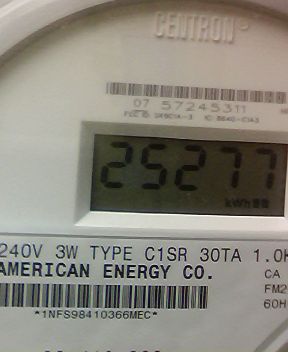 CENTRON®
07 57245311
25277
kWh
240V 3W TYPE C1SR 30TA 1.0K
AMERICAN ENERGY CO.
CA
FM2
60H
*1NFS98410366MEC*